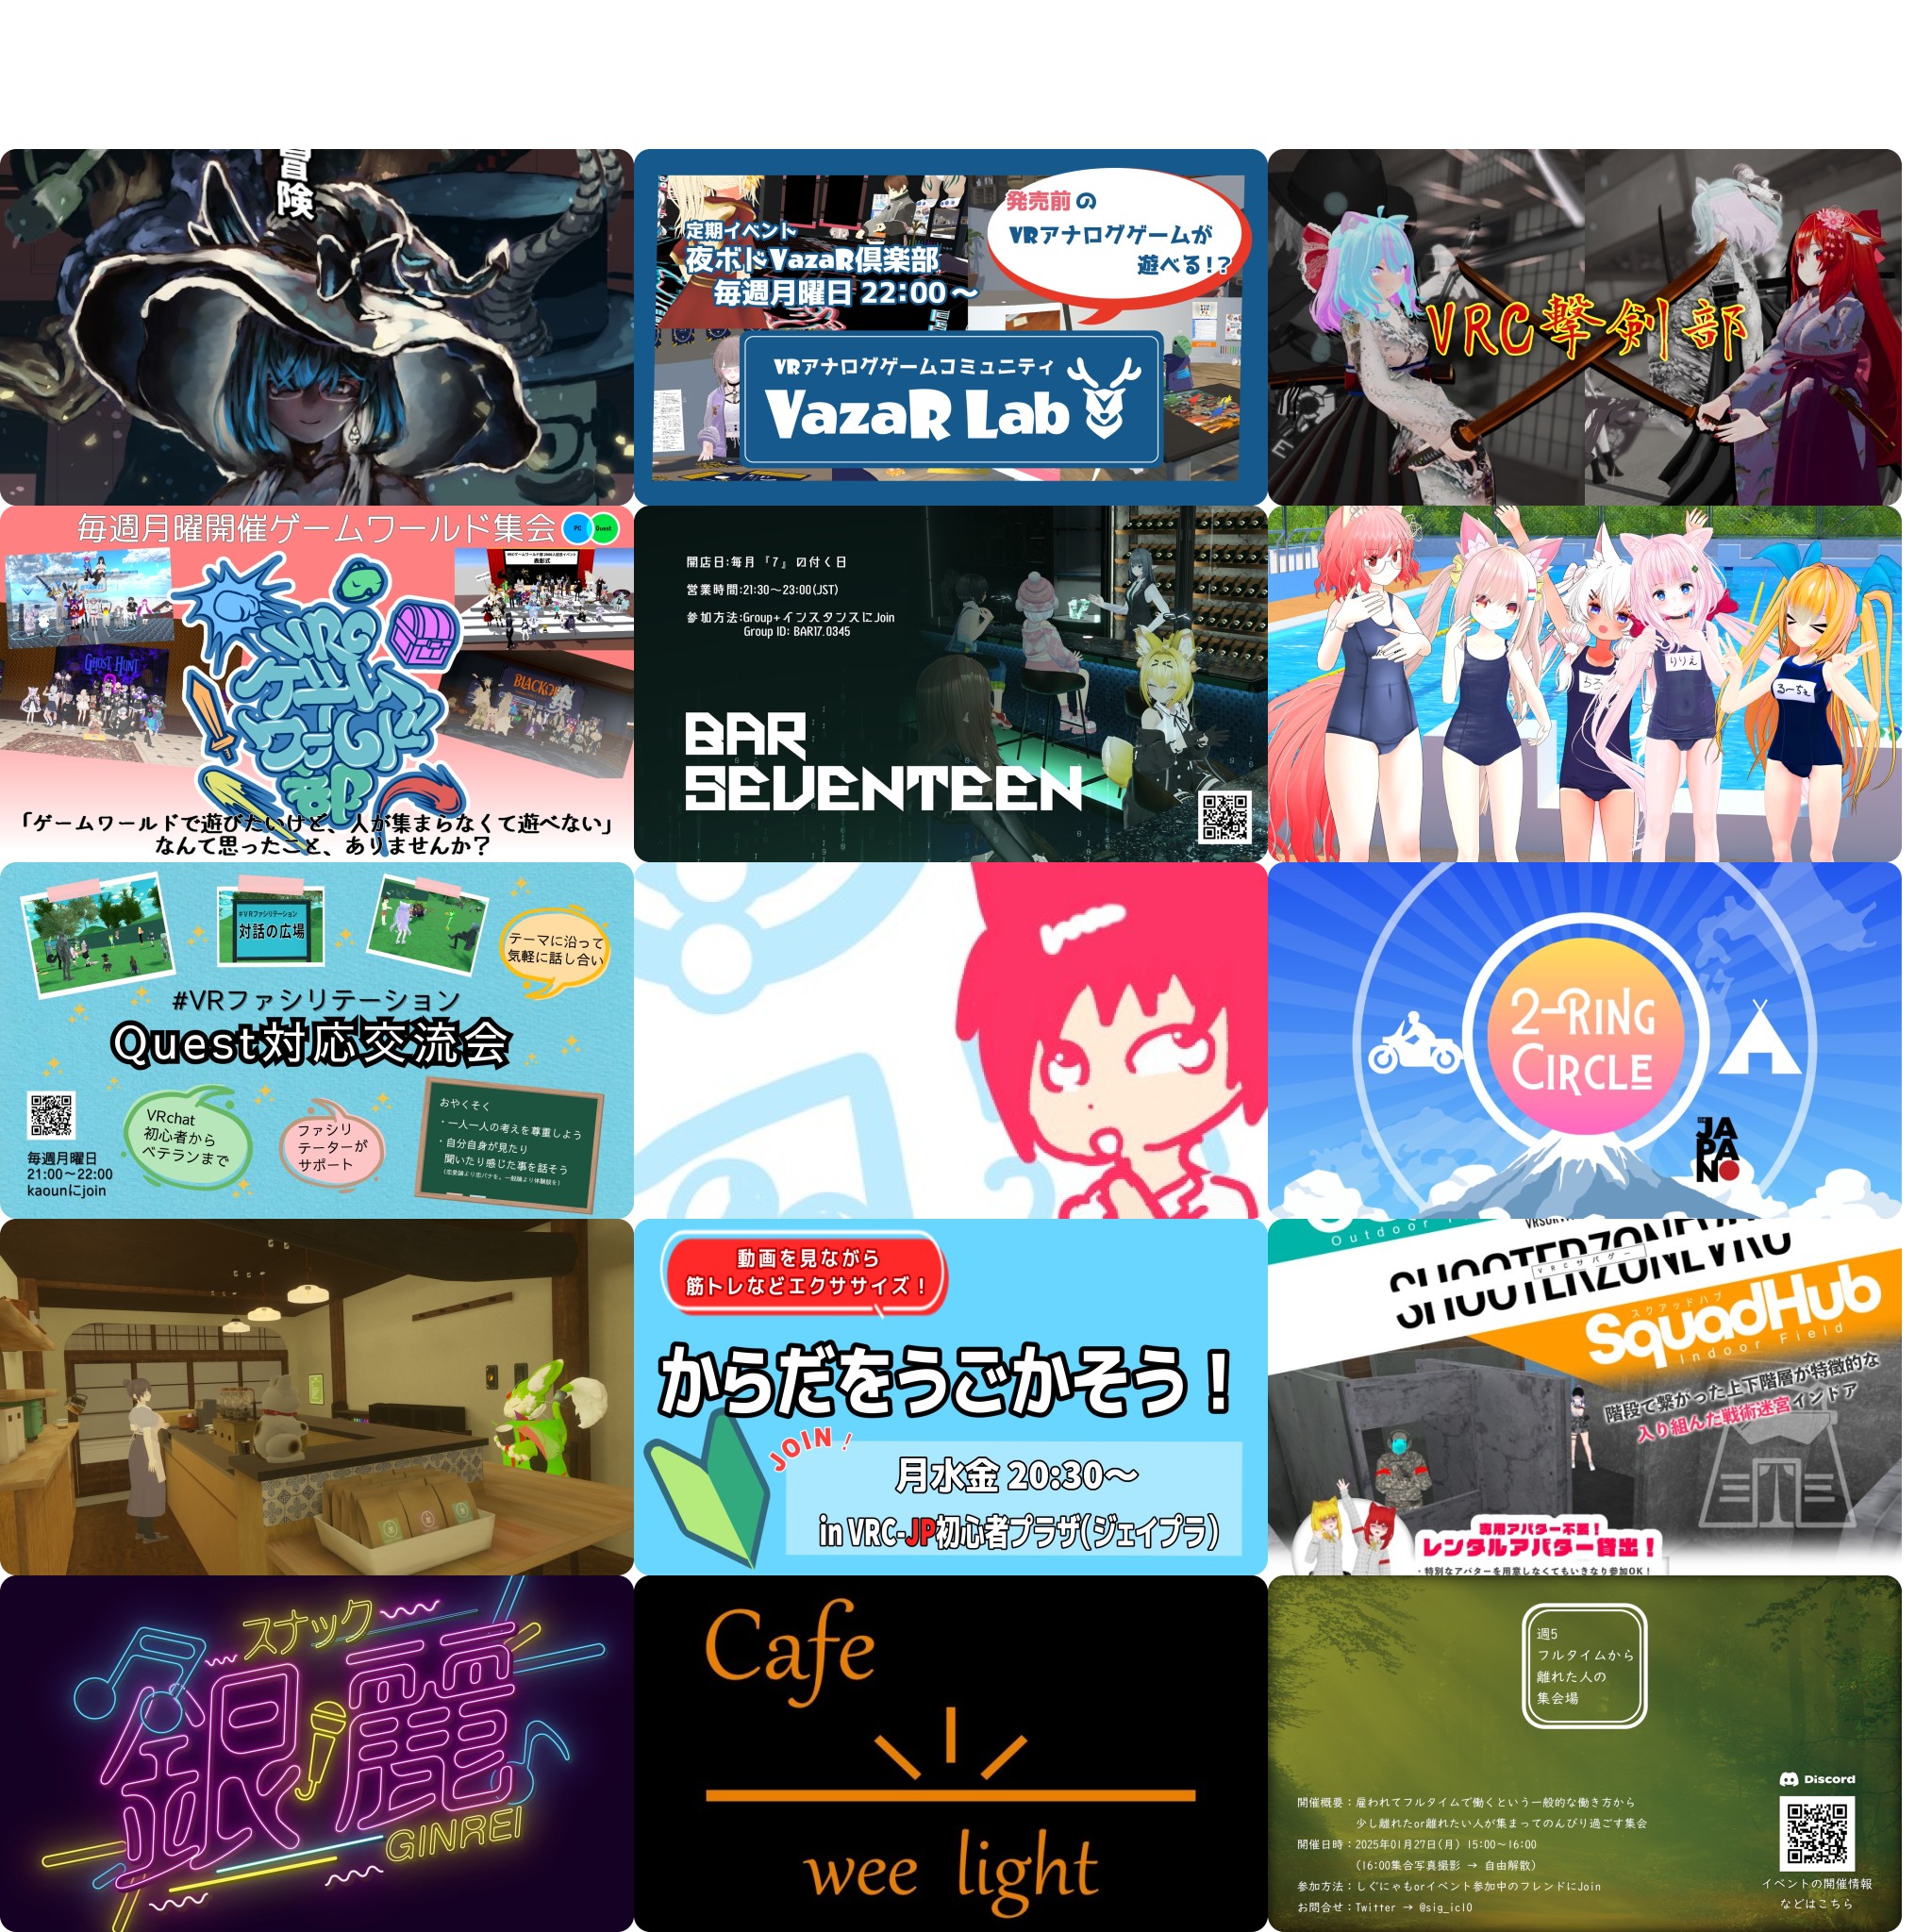 冒険
定期イベント
夜ボドVazaR倶楽部
毎週月曜日 22:00 〜
発売前 の
VRアナログゲームが
遊べる!?
VRアナログゲームコミュニティ
VazaR Lab
VRC撃剣部
毎週月曜開催ゲームワールド集会
PC
Quest
表彰式
GHOST HUNT
VRC
ゲーム
ワールド
部
「ゲームワールドで遊びたいけど、人が集まらなくて遊べない」
なんて思ったこと、ありませんか？
開店日:毎月『7』の付く日
営業時間:21:30〜23:00(JST)
参加方法:Group+インスタンスにJoin
Group ID: BAR17.0345
BAR
SEVENTEEN
りりえ
るーちぇ
#VRファシリテーション
対話の広場
テーマに沿って
気軽に話し合い
#VRファシリテーション
Quest対応交流会
VRchat
初心者から
ベテランまで
ファシリ
テーターが
サポート
おやくそく
・一人一人の考えを尊重しよう
・自分自身が見たり
聞いたり感じた事を話そう
(恋愛論より恋バナを。一般論より体験談を)
毎週月曜日
21:00〜22:00
kaounにjoin
2-RING
CIRCLE
JA
PA
N
動画を見ながら
筋トレなどエクササイズ！
からだをうごかそう！
JOIN !
月水金 20:30〜
in VRC-JP初心者プラザ(ジェイプラ)
Outdoor
SHOOTERZONEVRC
VRCサバゲー
スクアッドハブ
SquadHub
Indoor Field
階段で繋がった上下階層が特徴的な
入り組んだ戦術迷宮インドア
専用アバター不要！
レンタルアバター貸出！
・特別なアバターを用意しなくてもいきなり参加OK！
スナック
銀麗
GINREI
Cafe
wee light
週5
フルタイムから
離れた人の
集会場
開催概要：雇われてフルタイムで働くという一般的な働き方から
少し離れたor離れたい人が集まってのんびり過ごす集会
開催日時：2025年01月27日(月) 15:00〜16:00
(16:00集合写真撮影 → 自由解散)
参加方法：しぐにゃもorイベント参加中のフレンドにJoin
お問合せ：Twitter → @sig_icl0
Discord
イベントの開催情報
などはこちら